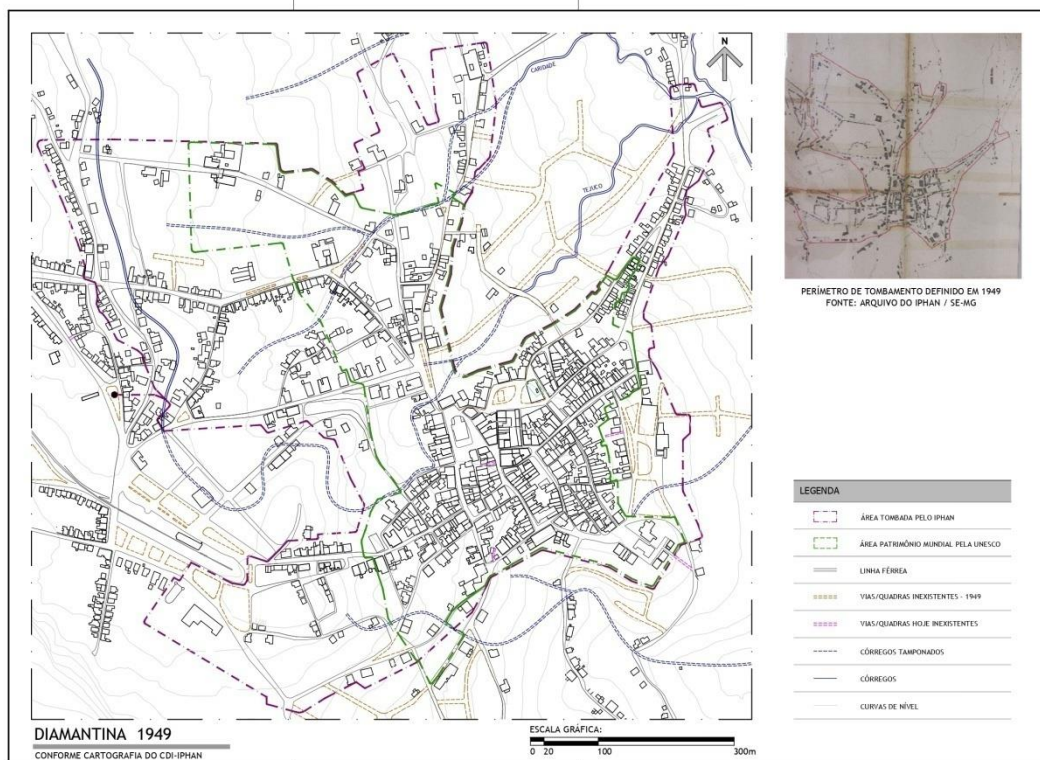 N
CARIDADE
TEJUCO
?
PERÍMETRO DE TOMBAMENTO DEFINIDO EM 1949
FONTE: ARQUIVO DO IPHAN / SE-MG
LEGENDA
ÁREA TOMBADA PELO IPHAN
ÁREA PATRIMÔNIO MUNDIAL PELA UNESCO
LINHA FÉRREA
VIAS/QUADRAS INEXISTENTES - 1949
VIAS/QUADRAS HOJE INEXISTENTES
CÓRREGOS TAMPONADOS
CÓRREGOS
CURVAS DE NÍVEL
DIAMANTINA 1949
CONFORME CARTOGRAFIA DO CDI-IPHAN
ESCALA GRÁFICA:
0 20 100 300m